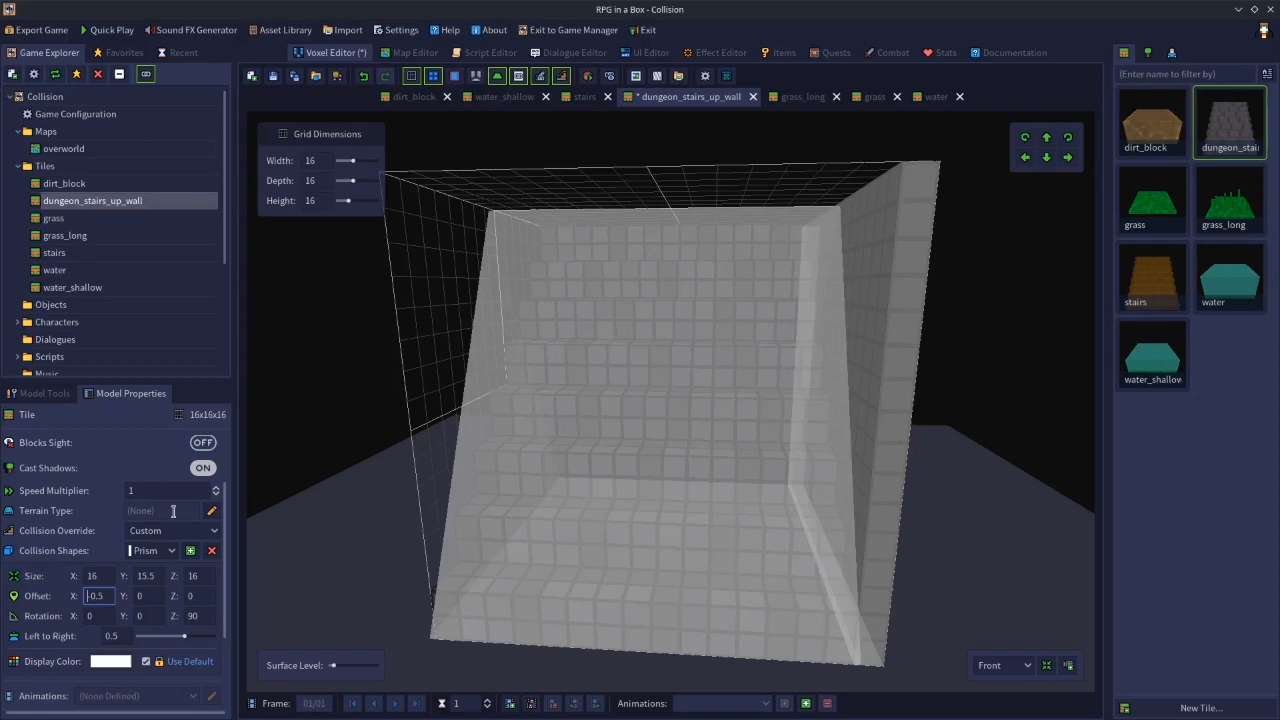 RPG in a Box - Collision
Export Game Quick Play Sound FX Generator Asset Library Import Settings Help About Exit to Game Manager Exit
Game Explorer Favorites Recent Voxel Editor (*) Map Editor Script Editor Dialogue Editor UI Editor Effect Editor Items Quests Combat Stats Documentation
(Enter name to filter by)
dirt_block water_shallow stairs * dungeon_stairs_up_wall grass_long grass water
Collision
Game Configuration
Maps
overworld
Tiles
dirt_block
dungeon_stairs_up_wall
grass
grass_long
stairs
water
water_shallow
Objects
Characters
Dialogues
Scripts
Music
Grid Dimensions
Width: 16
Depth: 16
Height: 16
dirt_block dungeon_stair
grass grass_long
stairs water
water_shallow
Model Tools Model Properties
Tile 16x16x16
Blocks Sight: OFF
Cast Shadows: ON
Speed Multiplier: 1
Terrain Type: (None)
Collision Override: Custom
Collision Shapes: Prism
Size: X: 16 Y: 15.5 Z: 16
Offset: X: -0.5 Y: 0 Z: 0
Rotation: X: 0 Y: 0 Z: 90
Left to Right: 0.5
Display Color: Use Default
Animations: (None Defined)
Surface Level:
Front
Frame: 01/01 1 Animations:
New Tile...